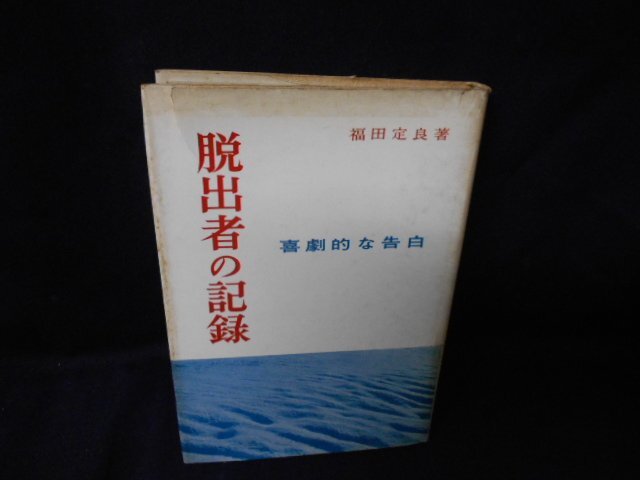 福田定良著
脱出者の記録
喜劇的な告白